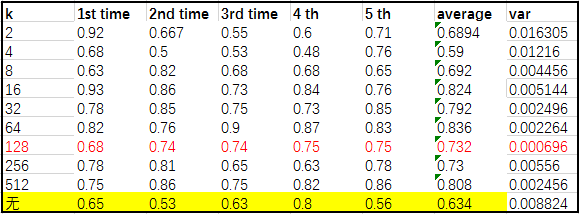 k 1st time 2nd time 3rd time 4 th 5 th average var
2 0.92 0.667 0.55 0.6 0.71 0.6894 0.016305
4 0.68 0.5 0.53 0.48 0.76 0.59 0.01216
8 0.63 0.82 0.68 0.68 0.65 0.692 0.004456
16 0.93 0.86 0.73 0.84 0.76 0.824 0.005144
32 0.78 0.85 0.75 0.73 0.85 0.792 0.002496
64 0.82 0.76 0.9 0.87 0.83 0.836 0.002264
128 0.68 0.74 0.74 0.75 0.75 0.732 0.000696
256 0.78 0.81 0.65 0.63 0.78 0.73 0.00556
512 0.75 0.86 0.75 0.82 0.86 0.808 0.002456
无 0.65 0.53 0.63 0.8 0.56 0.634 0.008824